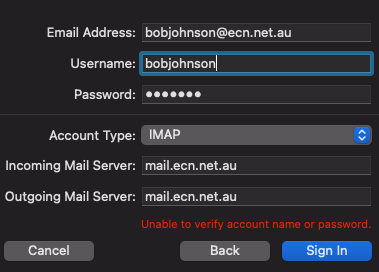 Email Address: bobjohnson@ecn.net.au
Username: bobjohnson
Password: •••••••
Account Type: IMAP
Incoming Mail Server: mail.ecn.net.au
Outgoing Mail Server: mail.ecn.net.au
Unable to verify account name or password.
Cancel Back Sign In